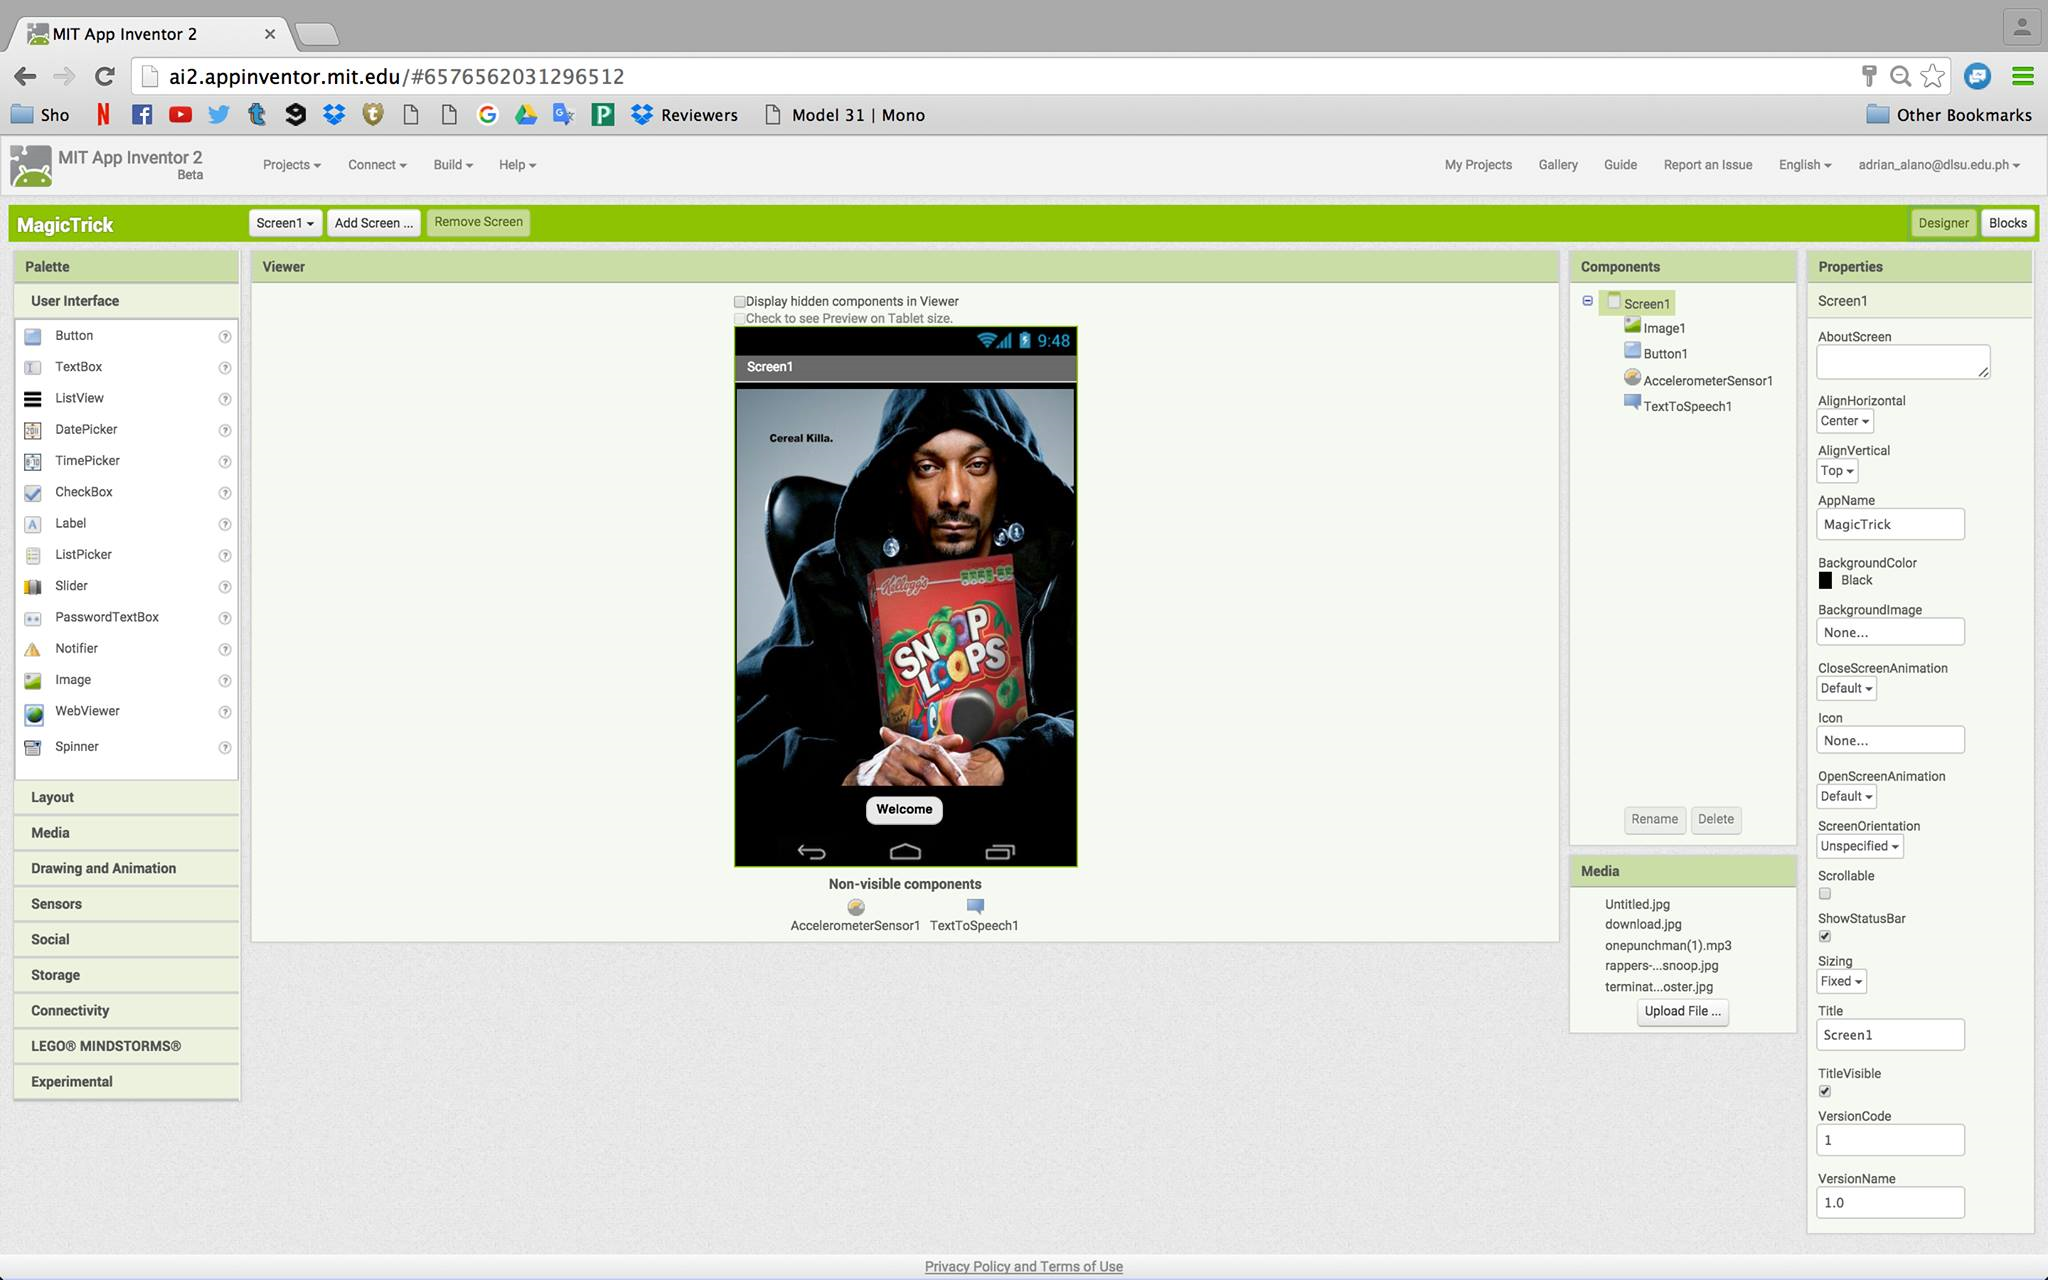 MIT App Inventor 2
ai2.appinventor.mit.edu/#6576562031296512
Sho
Reviewers
Model 31 | Mono
Other Bookmarks
MIT App Inventor 2
Beta
Projects
Connect
Build
Help
My Projects
Gallery
Guide
Report an Issue
English
adrian_alano@dlsu.edu.ph
MagicTrick
Screen1
Add Screen ...
Remove Screen
Designer
Blocks
Palette
User Interface
Button
TextBox
ListView
DatePicker
TimePicker
CheckBox
Label
ListPicker
Slider
PasswordTextBox
Notifier
Image
WebViewer
Spinner
Layout
Media
Drawing and Animation
Sensors
Social
Storage
Connectivity
LEGO® MINDSTORMS®
Experimental
Viewer
Display hidden components in Viewer
Check to see Preview on Tablet size.
9:48
Screen1
Cereal Killa.
Kellogg's
SNOOP
LOOPS
Welcome
Non-visible components
AccelerometerSensor1
TextToSpeech1
Components
Screen1
Image1
Button1
AccelerometerSensor1
TextToSpeech1
Rename
Delete
Media
Untitled.jpg
download.jpg
onepunchman(1).mp3
rappers-...snoop.jpg
terminat...oster.jpg
Upload File ...
Properties
Screen1
AboutScreen
AlignHorizontal
Center
AlignVertical
Top
AppName
MagicTrick
BackgroundColor
Black
BackgroundImage
None...
CloseScreenAnimation
Default
Icon
None...
OpenScreenAnimation
Default
ScreenOrientation
Unspecified
Scrollable
ShowStatusBar
Sizing
Fixed
Title
Screen1
TitleVisible
VersionCode
1
VersionName
1.0
Privacy Policy and Terms of Use